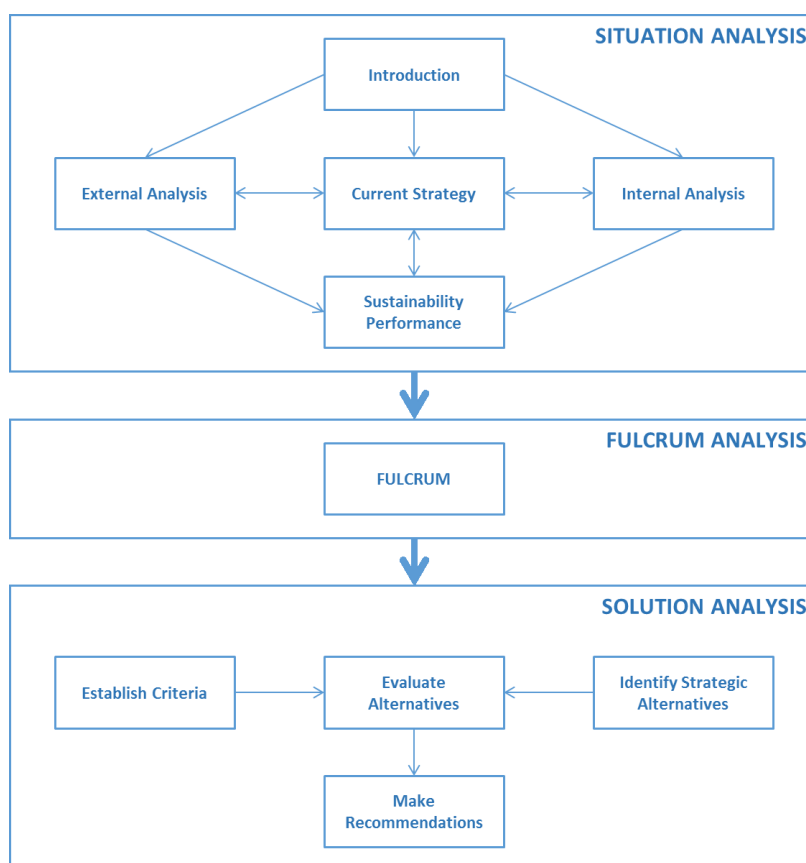 SITUATION ANALYSIS
Introduction
External Analysis
Current Strategy
Internal Analysis
Sustainability
Performance
FULCRUM ANALYSIS
FULCRUM
SOLUTION ANALYSIS
Establish Criteria
Evaluate
Alternatives
Identify Strategic
Alternatives
Make
Recommendations